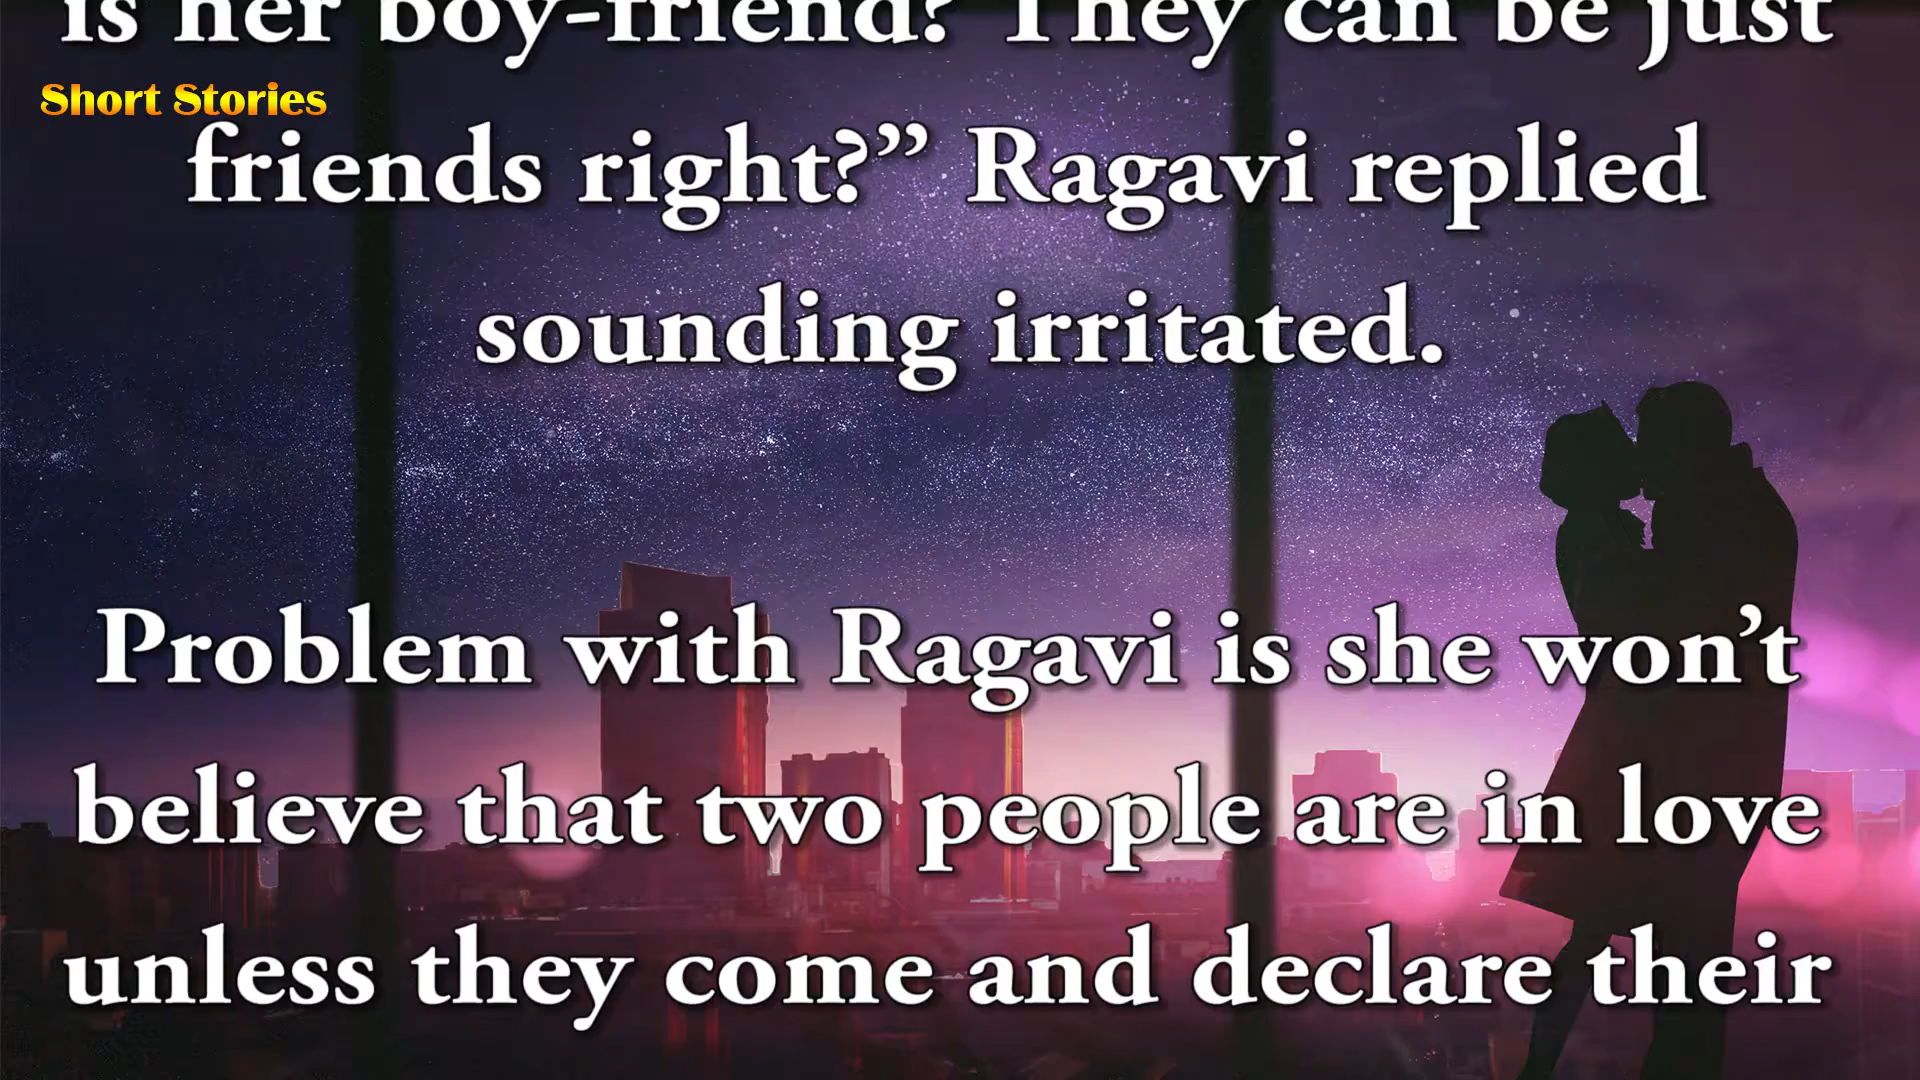 is her boy-friend? They can be just
Short Stories
friends right?” Ragavi replied
sounding irritated.
Problem with Ragavi is she won’t
believe that two people are in love
unless they come and declare their